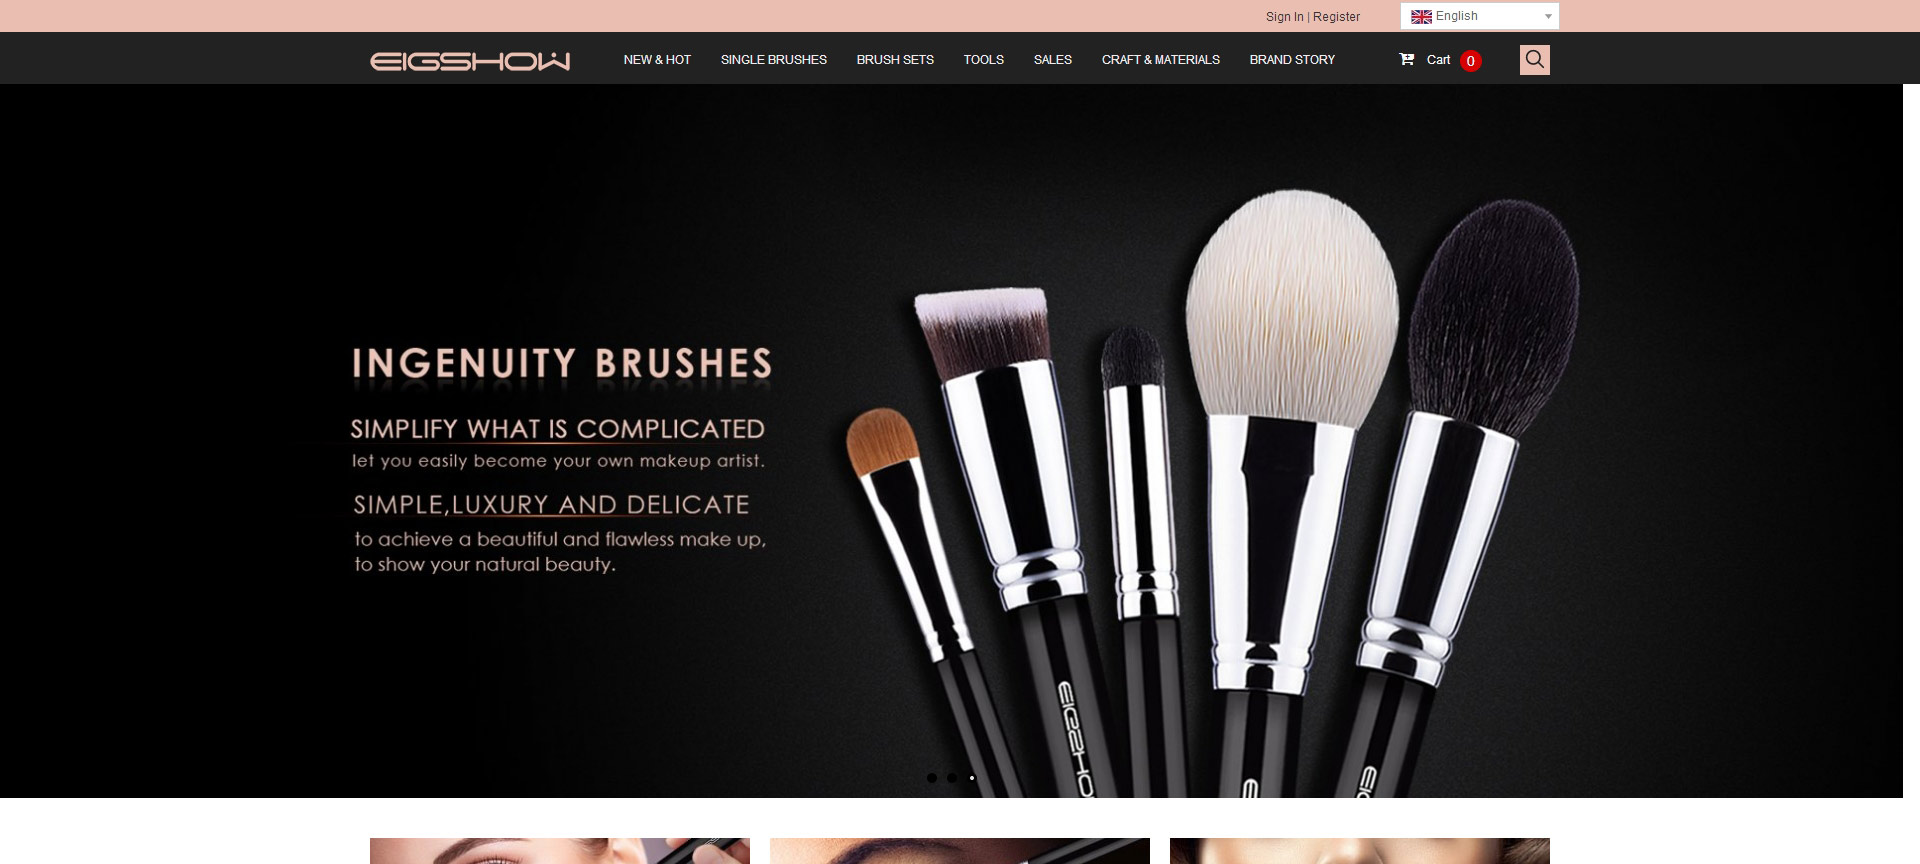 Sign In | Register
English
EIGSHOW
NEW & HOT
SINGLE BRUSHES
BRUSH SETS
TOOLS
SALES
CRAFT & MATERIALS
BRAND STORY
Cart 0
INGENUITY BRUSHES
SIMPLIFY WHAT IS COMPLICATED
let you easily become your own makeup artist.
SIMPLE,LUXURY AND DELICATE
to achieve a beautiful and flawless make up,
to show your natural beauty.
EIGSHOW